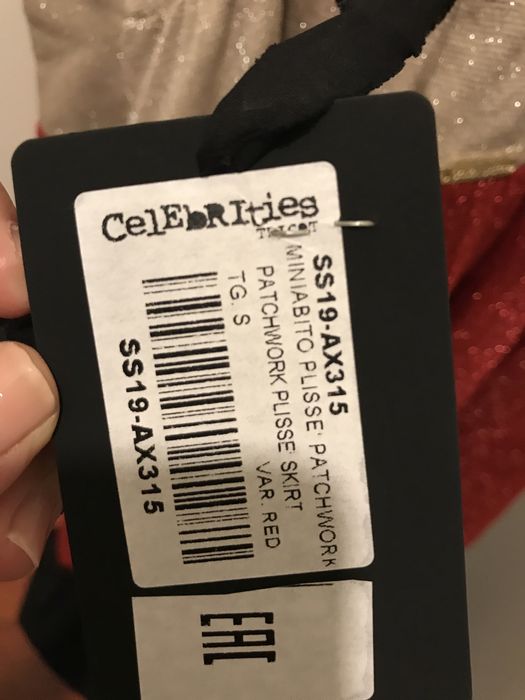 CelEbRIties
TRICOT
SS19-AX315
MINIABITO PLISSE' PATCHWORK
PATCHWORK PLISSE' SKIRT
TG. S VAR. RED
SS19-AX315
EAC